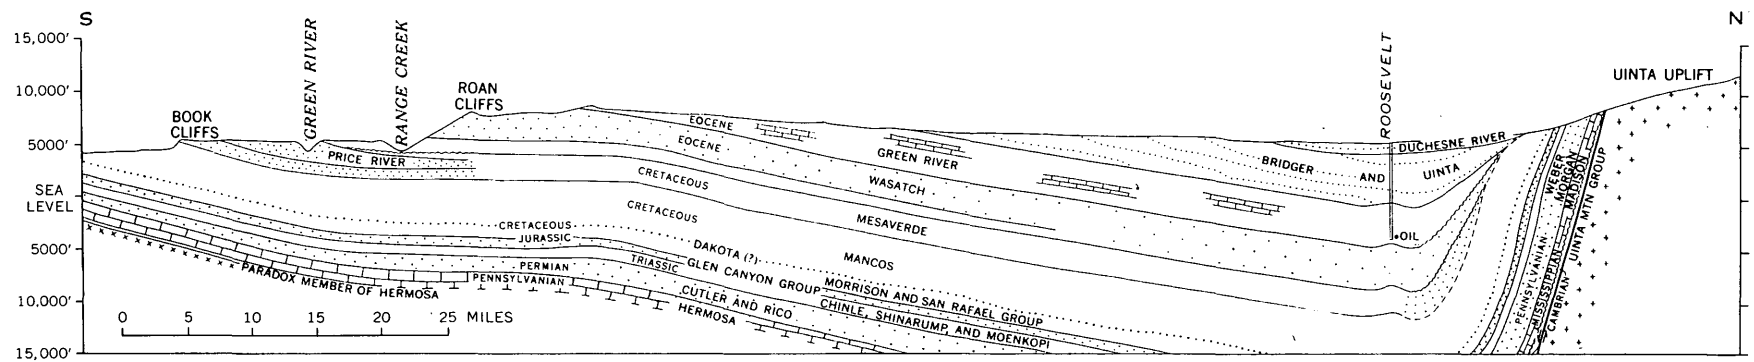 S
N
15,000'
10,000'
5000'
SEA
LEVEL
5000'
10,000'
15,000'
BOOK
CLIFFS
GREEN RIVER
RANGE CREEK
ROAN
CLIFFS
ROOSEVELT
UINTA UPLIFT
PRICE RIVER
EOCENE
EOCENE
GREEN RIVER
WASATCH
BRIDGER AND UINTA
DUCHESNE RIVER
OIL
CRETACEOUS
MESAVERDE
CRETACEOUS
MANCOS
CRETACEOUS
DAKOTA (?)
JURASSIC
GLEN CANYON GROUP
MORRISON AND SAN RAFAEL GROUP
TRIASSIC
CHINLE, SHINARUMP, AND MOENKOPI
PERMIAN
CUTLER AND RICO
PENNSYLVANIAN
HERMOSA
PARADOX MEMBER OF HERMOSA
PENNSYLVANIAN
WEBER
MORGAN
MISSISSIPPIAN
MADISON
CAMBRIAN
UINTA MTN GROUP
0 5 10 15 20 25 MILES